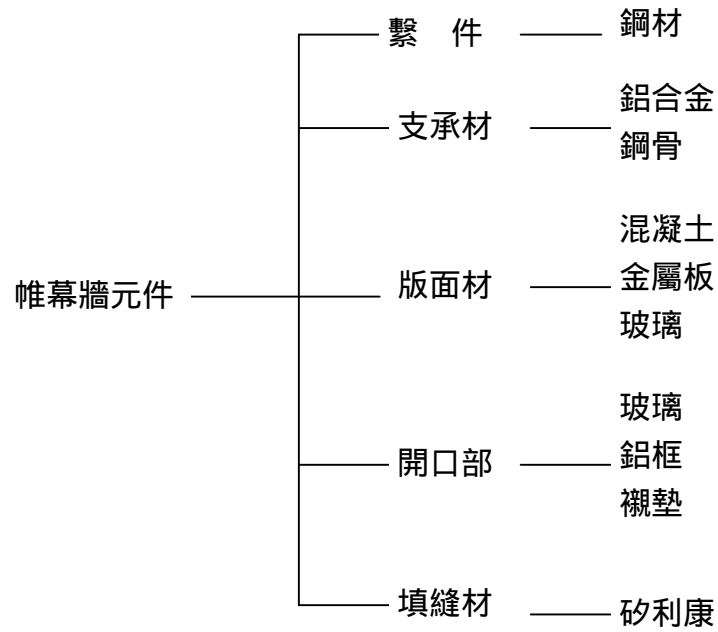 繫 件
鋼材
支承材
鋁合金
鋼骨
帷幕牆元件
版面材
混凝土
金屬板
玻璃
開口部
玻璃
鋁框
襯墊
填縫材
矽利康